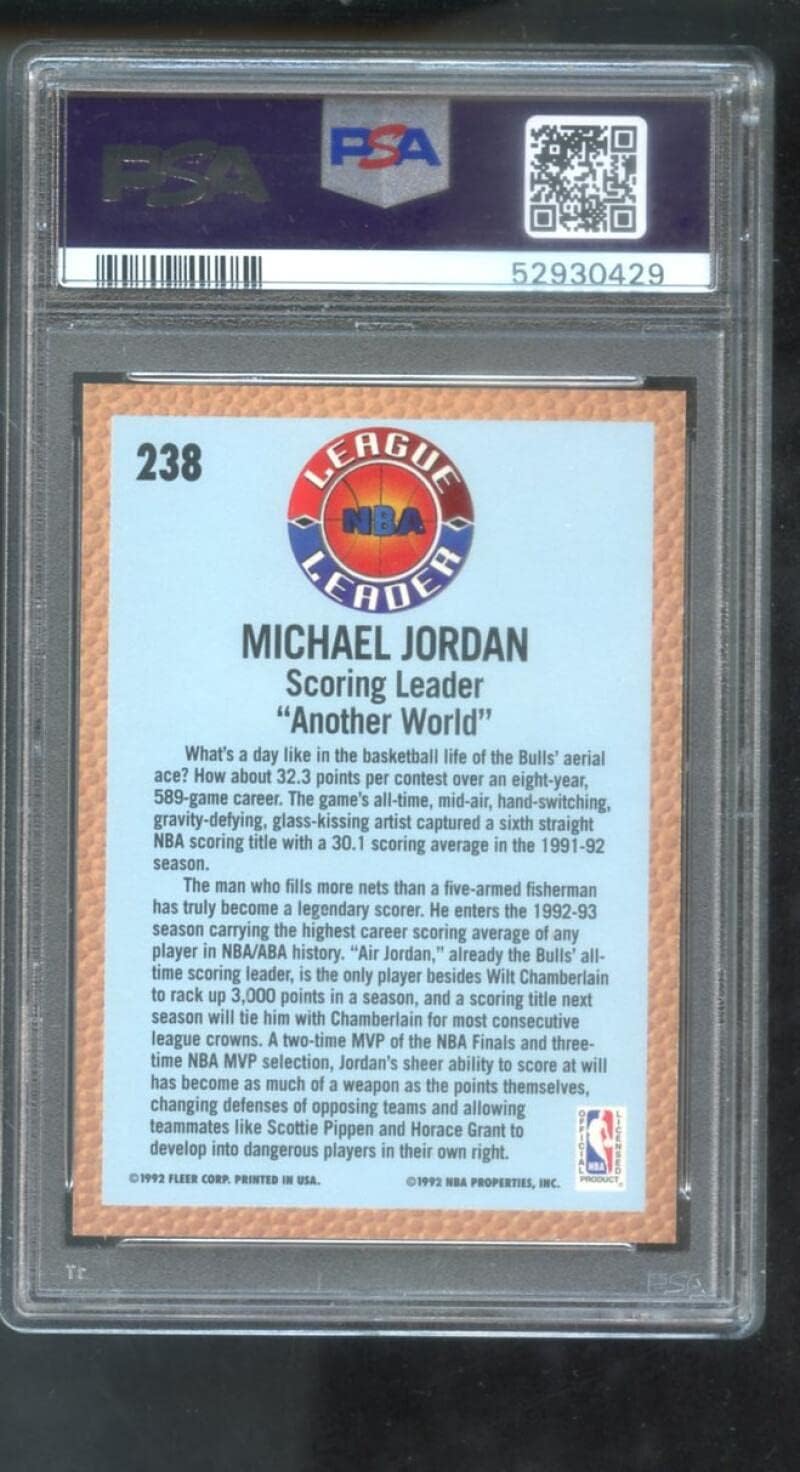 PSA
PSA
52930429
238
LEAGUE
NBA
LEADER
MICHAEL JORDAN
Scoring Leader
“Another World”
What's a day like in the basketball life of the Bulls' aerial
ace? How about 32.3 points per contest over an eight-year,
589-game career. The game's all-time, mid-air, hand-switching,
gravity-defying, glass-kissing artist captured a sixth straight
NBA scoring title with a 30.1 scoring average in the 1991-92
season.
The man who fills more nets than a five-armed fisherman
has truly become a legendary scorer. He enters the 1992-93
season carrying the highest career scoring average of any
player in NBA/ABA history. “Air Jordan,” already the Bulls' all-
time scoring leader, is the only player besides Wilt Chamberlain
to rack up 3,000 points in a season, and a scoring title next
season will tie him with Chamberlain for most consecutive
league crowns. A two-time MVP of the NBA Finals and three-
time NBA MVP selection, Jordan's sheer ability to score at will
has become as much of a weapon as the points themselves,
changing defenses of opposing teams and allowing
teammates like Scottie Pippen and Horace Grant to
develop into dangerous players in their own right.
OFFICIAL
LICENSED
NBA
PRODUCT
©1992 FLEER CORP. PRINTED IN USA.
©1992 NBA PROPERTIES, INC.
PSA